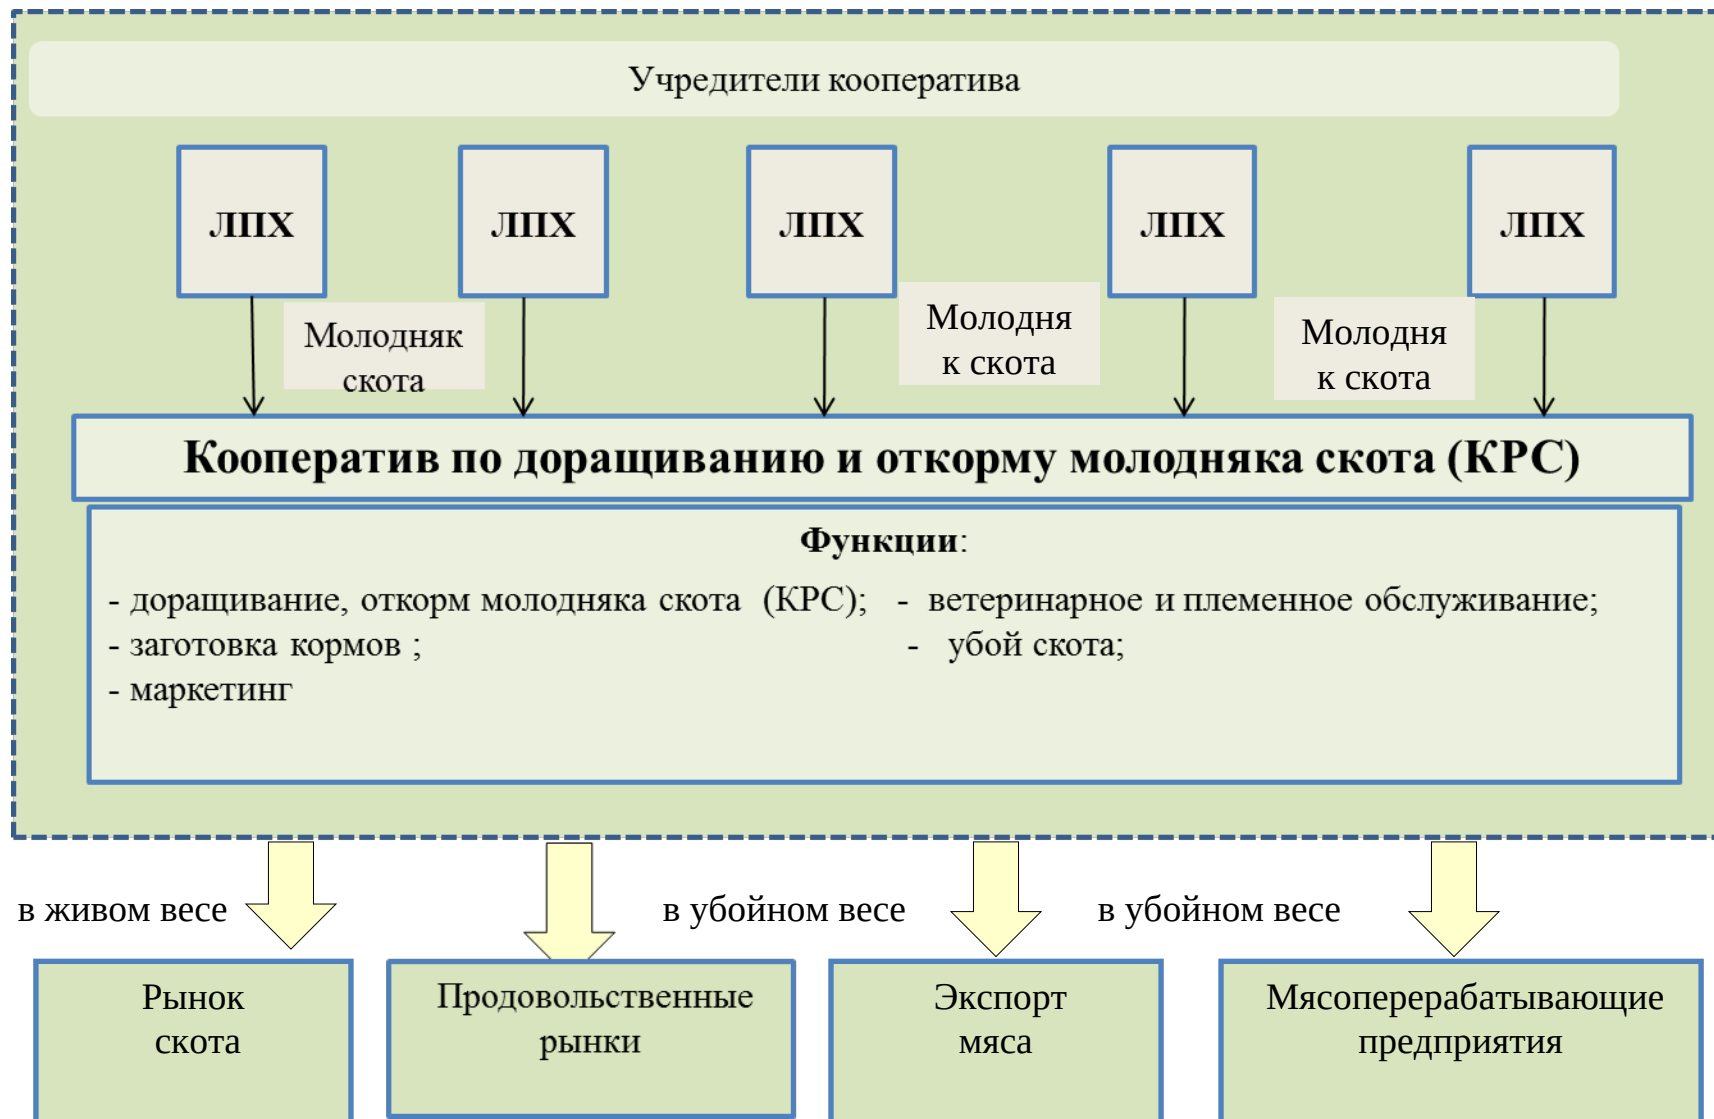 Учредители кооператива
ЛПХ
ЛПХ
ЛПХ
ЛПХ
ЛПХ
Молодняк
скота
Молодня
к скота
Молодня
к скота
Кооператив по доращиванию и откорму молодняка скота (КРС)
Функции:
- доращивание, откорм молодняка скота (КРС); - ветеринарное и племенное обслуживание;
- заготовка кормов ; - убой скота;
- маркетинг
в живом весе
в убойном весе
в убойном весе
Рынок
скота
Продовольственные
рынки
Экспорт
мяса
Мясоперерабатывающие
предприятия